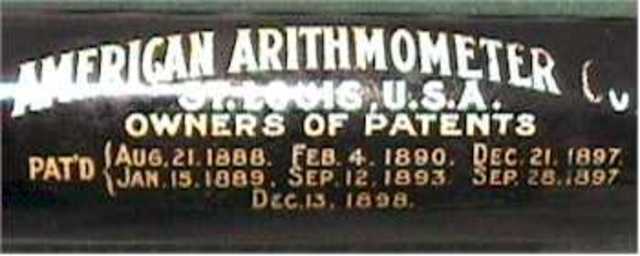 AMERICAN ARITHMOMETER Co
ST. LOUIS, U.S.A.
OWNERS OF PATENTS
PAT'D { AUG. 21. 1888. FEB. 4. 1890. DEC. 21. 1897.
JAN. 15. 1889. SEP. 12. 1893. SEP. 28. 1897
DEC. 13. 1898.